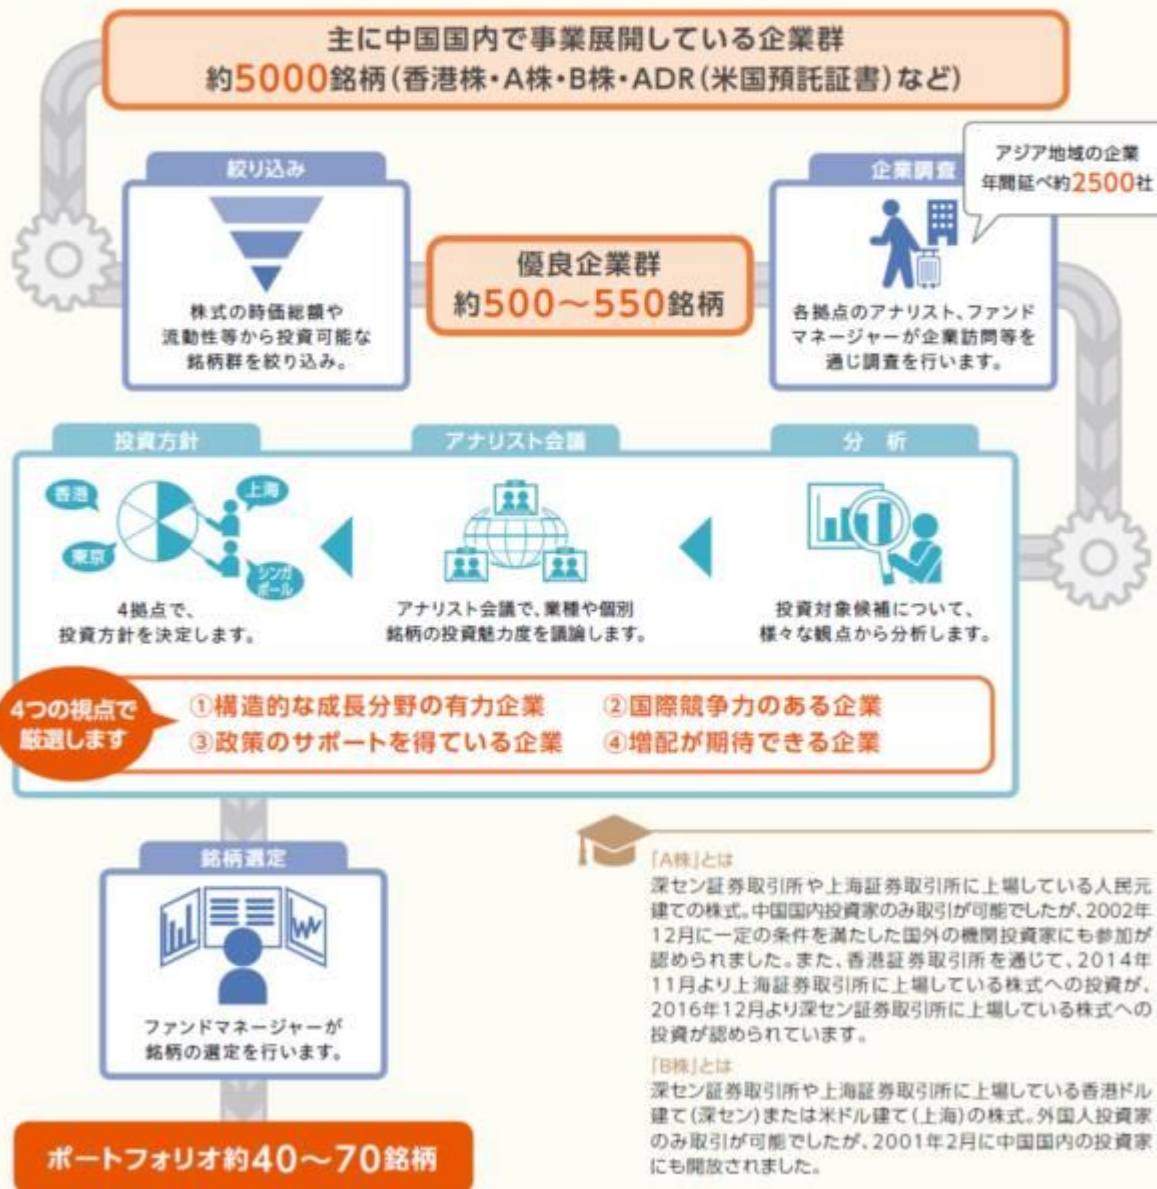 主に中国国内で事業展開している企業群
約5000銘柄(香港株・A株・B株・ADR(米国預託証書)など)
絞り込み
株式の時価総額や
流動性等から投資可能な
銘柄群を絞り込み。
優良企業群
約500～550銘柄
企業調査
アジア地域の企業
年間延べ約2500社
各拠点のアナリスト、ファンド
マネージャーが企業訪問等を
通じ調査を行います。
投資方針
香港
上海
東京
シンガ
ポール
4拠点で、
投資方針を決定します。
アナリスト会議
アナリスト会議で、業種や個別
銘柄の投資魅力度を議論します。
分 析
投資対象候補について、
様々な観点から分析します。
4つの視点で
厳選します
①構造的な成長分野の有力企業 ②国際競争力のある企業
③政策のサポートを得ている企業 ④増配が期待できる企業
銘柄選定
ファンドマネージャーが
銘柄の選定を行います。
ポートフォリオ約40～70銘柄
「A株」とは
深セン証券取引所や上海証券取引所に上場している人民元
建ての株式。中国国内投資家のみ取引が可能でしたが、2002年
12月に一定の条件を満たした国外の機関投資家にも参加が
認められました。また、香港証券取引所を通じて、2014年
11月より上海証券取引所に上場している株式への投資が、
2016年12月より深セン証券取引所に上場している株式への
投資が認められています。
「B株」とは
深セン証券取引所や上海証券取引所に上場している香港ドル
建て(深セン)または米ドル建て(上海)の株式。外国人投資家
のみ取引が可能でしたが、2001年2月に中国国内の投資家
にも開放されました。